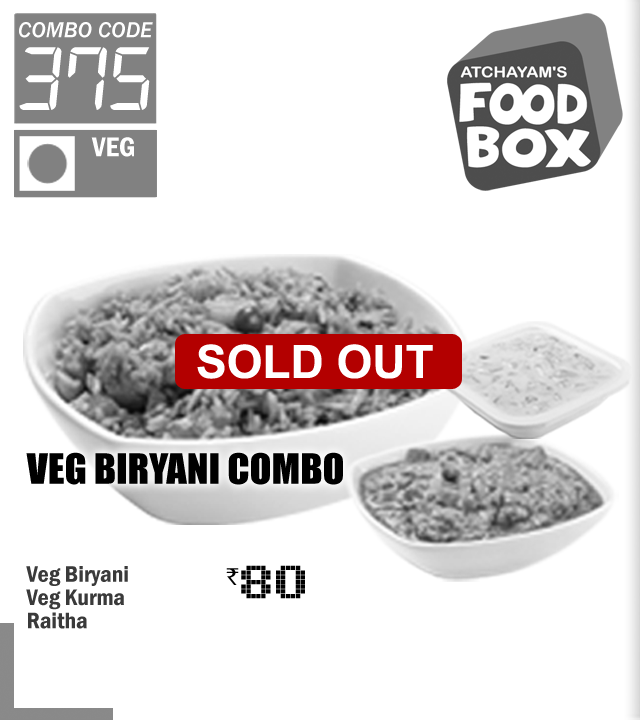 COMBO CODE
375
VEG
ATCHAYAM'S
FOOD
BOX
SOLD OUT
VEG BIRYANI COMBO
Veg Biryani
Veg Kurma
Raitha
₹80